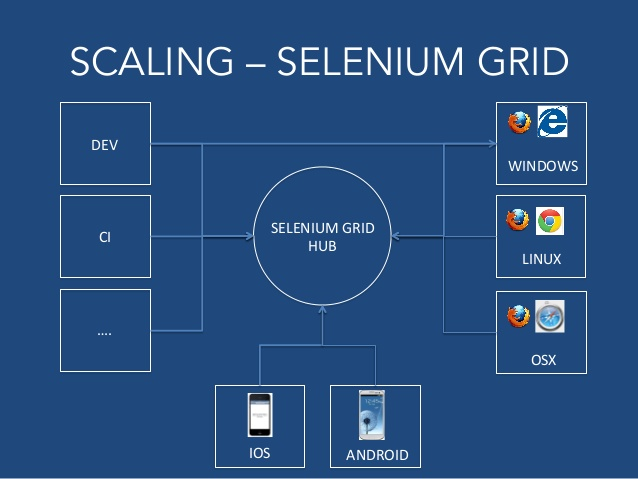 SCALING – SELENIUM GRID
DEV
WINDOWS
CI
SELENIUM GRID
HUB
LINUX
....
OSX
IOS
ANDROID